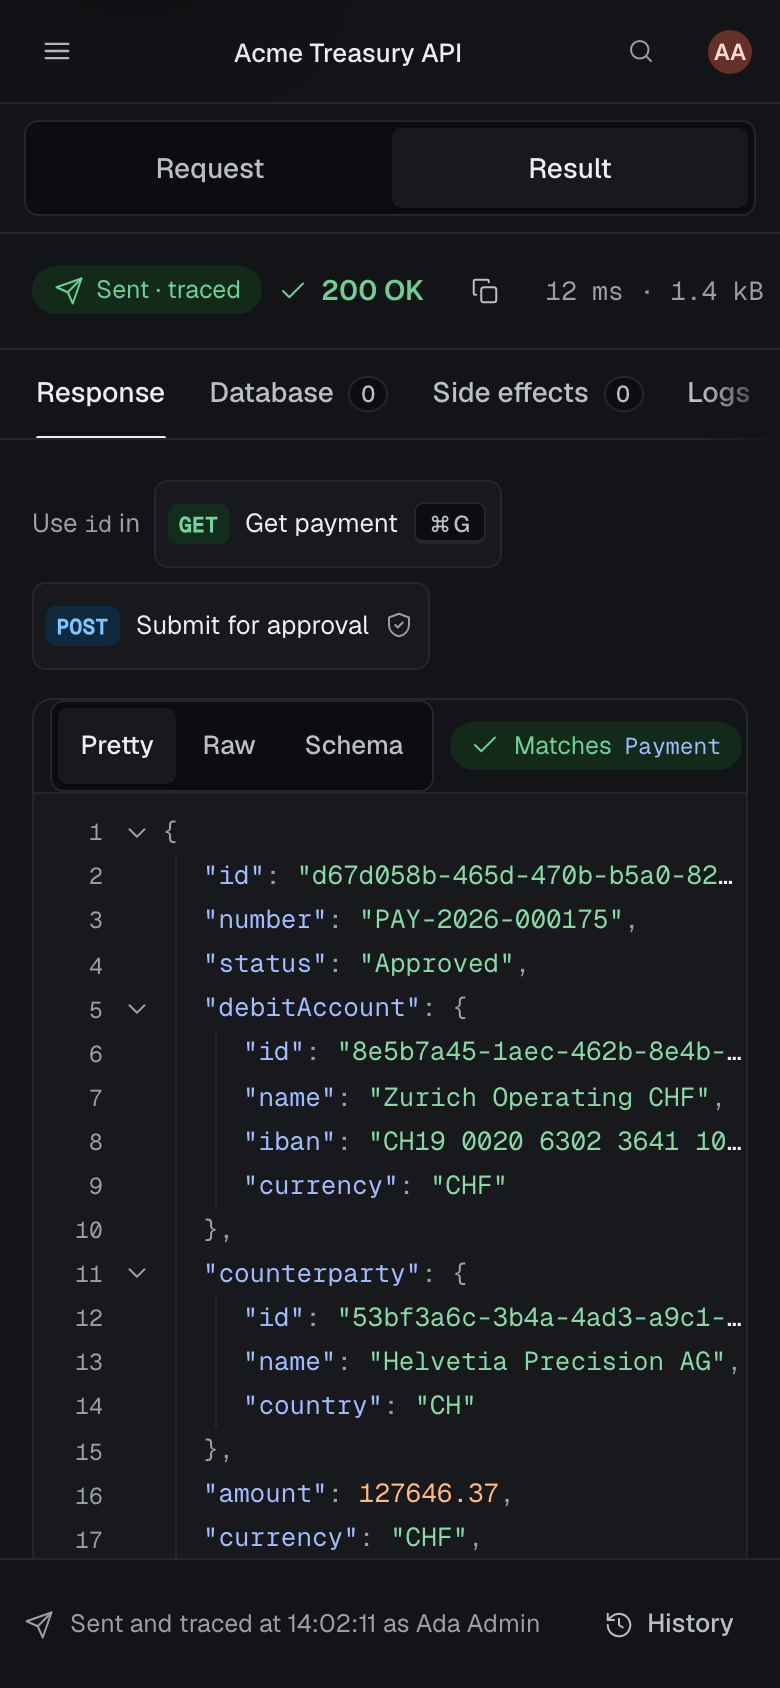 Acme Treasury API
AA
Request
Result
Sent · traced
200 OK
12 ms · 1.4 kB
Response
Database 0
Side effects 0
Logs
Use id in
GET Get payment ⌘G
POST Submit for approval
Pretty
Raw
Schema
Matches Payment
1 {
2 "id": "d67d058b-465d-470b-b5a0-82…
3 "number": "PAY-2026-000175",
4 "status": "Approved",
5 "debitAccount": {
6 "id": "8e5b7a45-1aec-462b-8e4b-…
7 "name": "Zurich Operating CHF",
8 "iban": "CH19 0020 6302 3641 10…
9 "currency": "CHF"
10 },
11 "counterparty": {
12 "id": "53bf3a6c-3b4a-4ad3-a9c1-…
13 "name": "Helvetia Precision AG",
14 "country": "CH"
15 },
16 "amount": 127646.37,
17 "currency": "CHF",
Sent and traced at 14:02:11 as Ada Admin
History